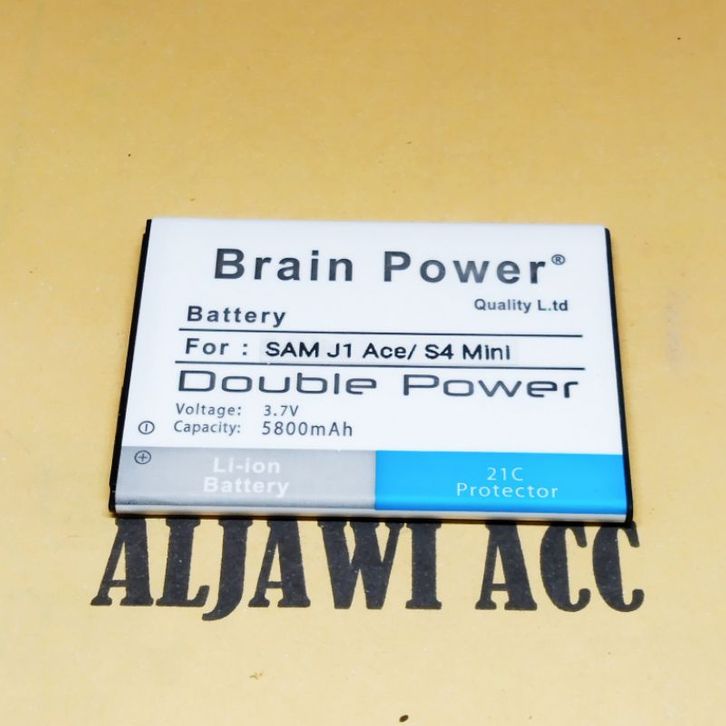 Brain Power®
Quality L.td
Battery
For : SAM J1 Ace/ S4 Mini
Double Power
Voltage: 3.7V
Capacity: 5800mAh
Li-ion
Battery
21C
Protector
ALJAWI ACC